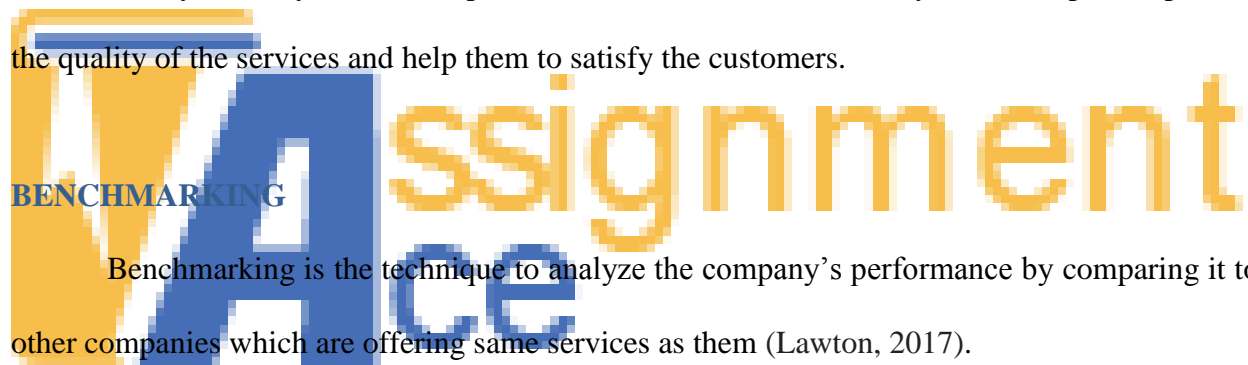 the quality of the services and help them to satisfy the customers.
Assignment
BENCHMARKING
Ace
Benchmarking is the technique to analyze the company’s performance by comparing it to
other companies which are offering same services as them (Lawton, 2017).